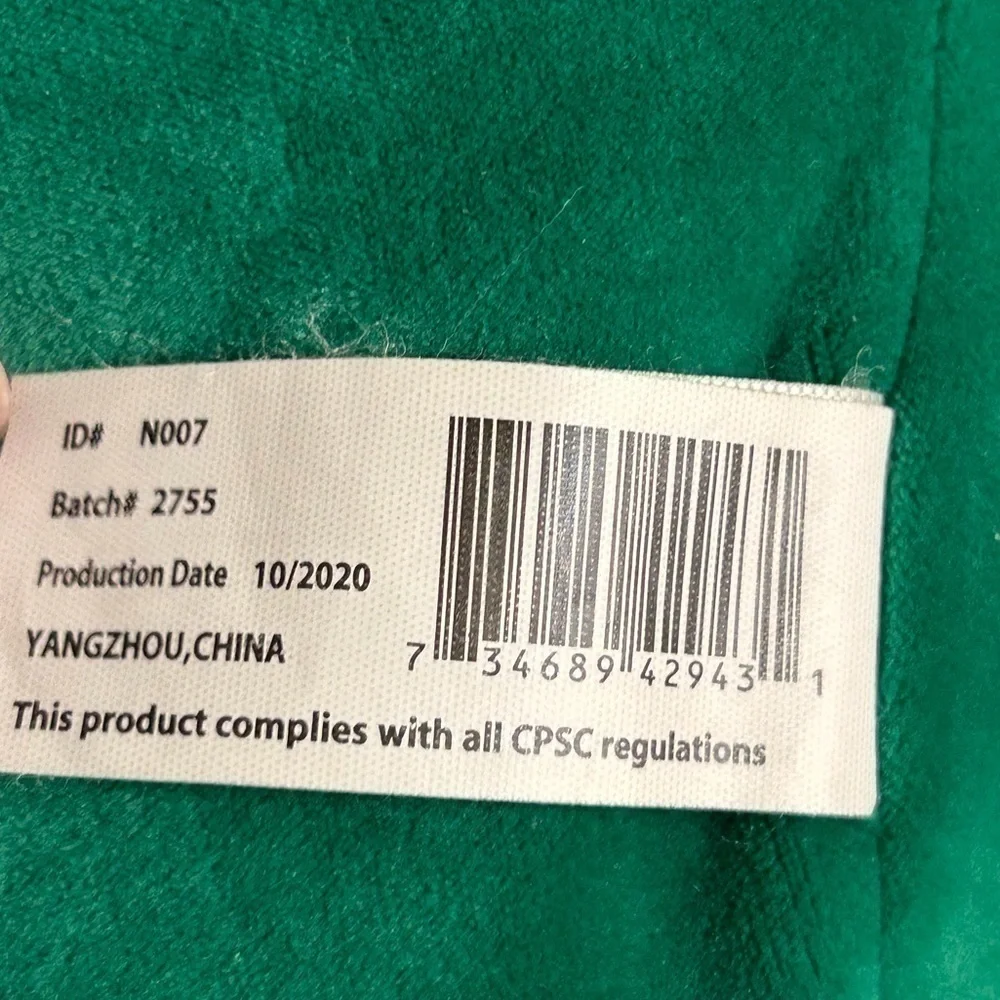 ID# N007
Batch# 2755
Production Date 10/2020
YANGZHOU,CHINA
7 34689 42943 1
This product complies with all CPSC regulations